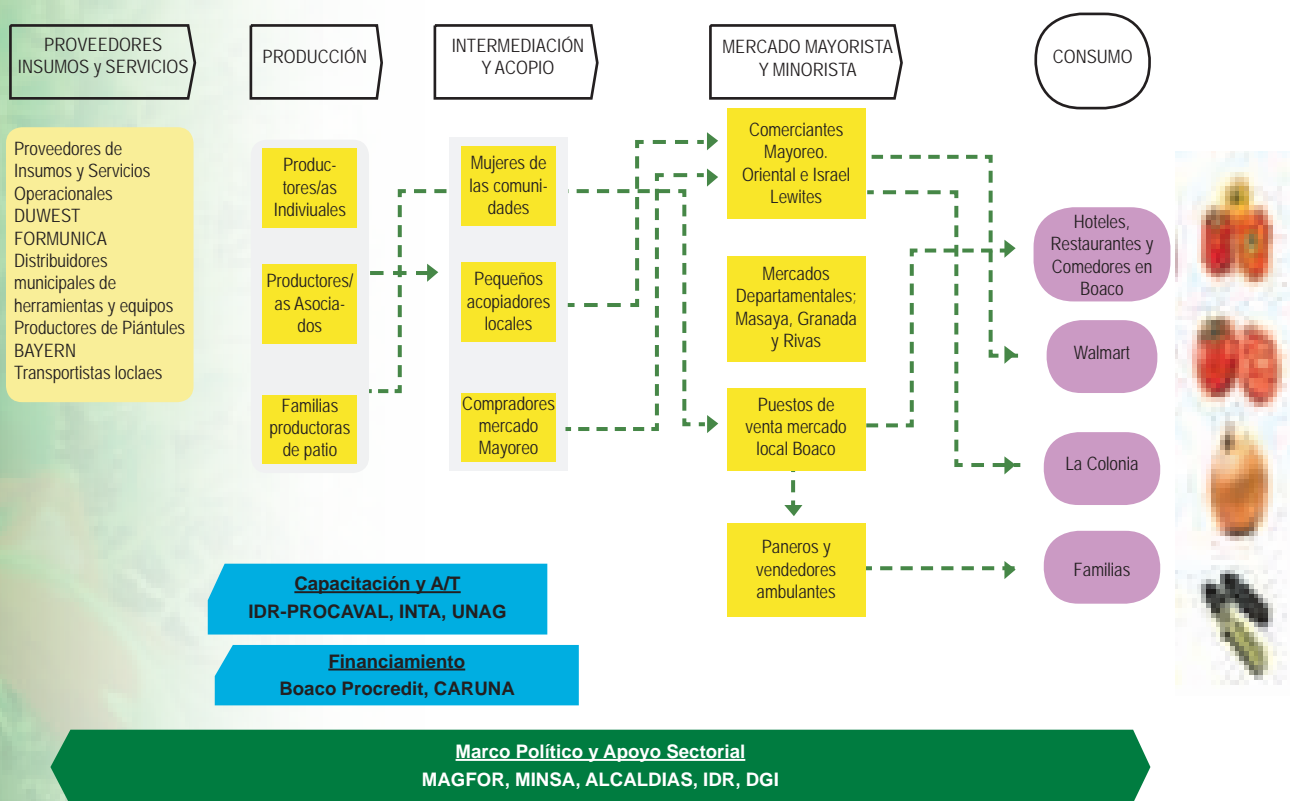 PROVEEDORES
INSUMOS y SERVICIOS
PRODUCCIÓN
INTERMEDIACIÓN
Y ACOPIO
MERCADO MAYORISTA
Y MINORISTA
CONSUMO
Proveedores de
Insumos y Servicios
Operacionales
DUWEST
FORMUNICA
Distribuidores
municipales de
herramientas y equipos
Productores de Piántules
BAYERN
Transportistas loclaes
Produc-
tores/as
Indiviuales
Productores/
as Asocia-
dos
Familias
productoras
de patio
Mujeres de
las comuni-
dades
Pequeños
acopiadores
locales
Compradores
mercado
Mayoreo
Comerciantes
Mayoreo.
Oriental e Israel
Lewites
Mercados
Departamentales;
Masaya, Granada
y Rivas
Puestos de
venta mercado
local Boaco
Paneros y
vendedores
ambulantes
Hoteles,
Restaurantes y
Comedores en
Boaco
Walmart
La Colonia
Familias
Capacitación y A/T
IDR-PROCAVAL, INTA, UNAG
Financiamiento
Boaco Procredit, CARUNA
Marco Político y Apoyo Sectorial
MAGFOR, MINSA, ALCALDIAS, IDR, DGI